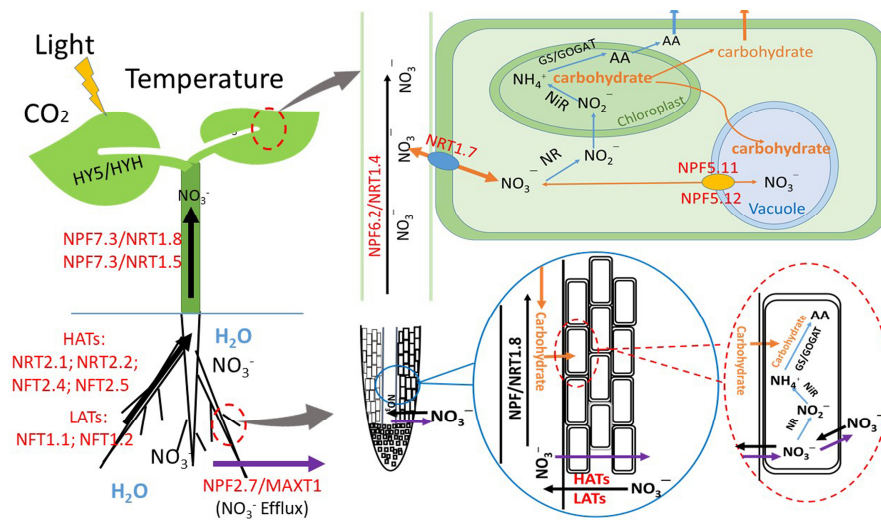 Light
CO₂
Temperature
HY5/HYH
NO₃⁻
NPF7.3/NRT1.8
NPF7.3/NRT1.5
HATs:
NRT2.1; NRT2.2;
NFT2.4; NFT2.5
LATs:
NFT1.1; NFT1.2
H₂O
NO₃⁻
NO₃⁻
H₂O
NPF2.7/MAXT1
(NO₃⁻ Efflux)
NPF6.2/NRT1.4
NO₃⁻
NO₃⁻
NO₃⁻
NRT1.7
NO₃⁻
NR
NO₂⁻
NO₂⁻
NiR
NH₄⁺
GS/GOGAT
AA
AA
carbohydrate
carbohydrate
Chloroplast
carbohydrate
NPF5.11
NPF5.12
NO₃⁻
Vacuole
NO₃⁻
NPF/NRT1.8
Carbohydrate
NO₃⁻
HATs
LATs
NO₃⁻
Carbohydrate
AA
Carbohydrate
GS/GOGAT
NH₄⁺
NiR
NO₂⁻
NR
NO₃⁻
NO₃⁻